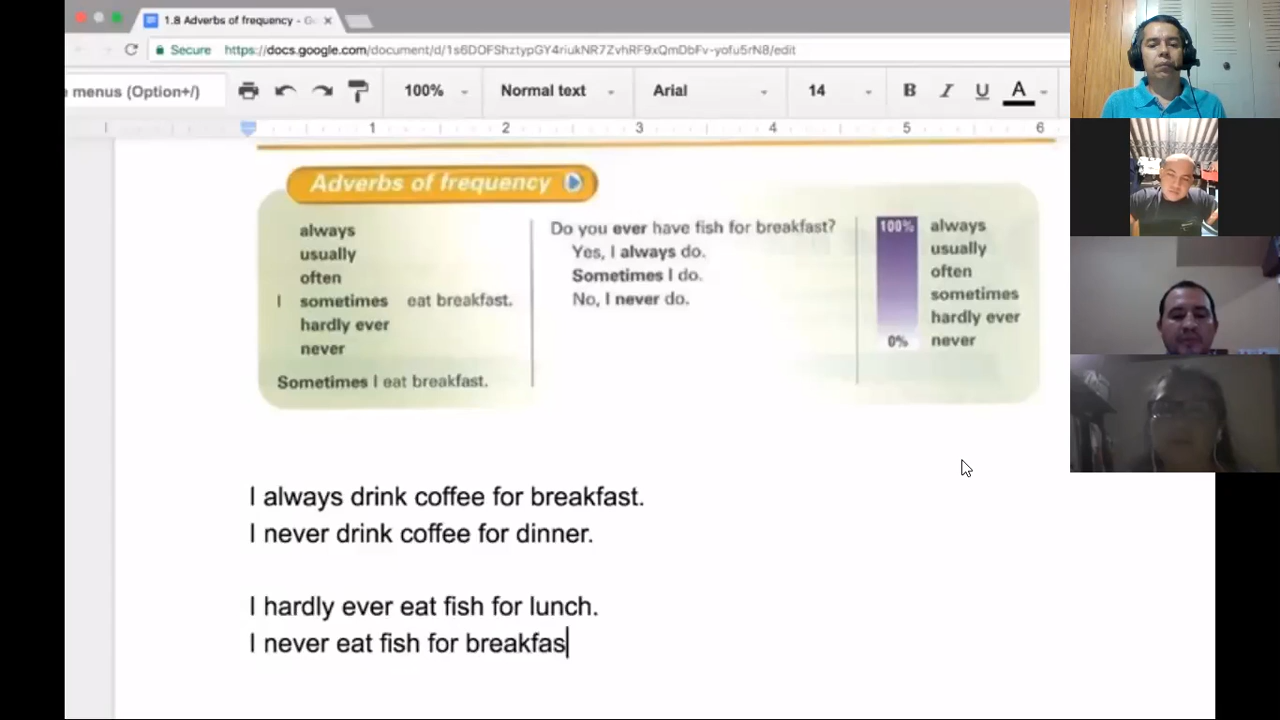 1.8 Adverbs of frequency - G
Secure https://docs.google.com/document/d/1s6DOFShztypGY4riukNR7ZvhRF9xQmDbFv-yofu5rN8/edit
menus (Option+/) 100% Normal text Arial 14 B I U A
1 2 3 4 5 6
Adverbs of frequency
always
usually
often
I sometimes eat breakfast.
hardly ever
never
Sometimes I eat breakfast.
Do you ever have fish for breakfast?
Yes, I always do.
Sometimes I do.
No, I never do.
100% always
usually
often
sometimes
hardly ever
0% never
I always drink coffee for breakfast.
I never drink coffee for dinner.
I hardly ever eat fish for lunch.
I never eat fish for breakfas